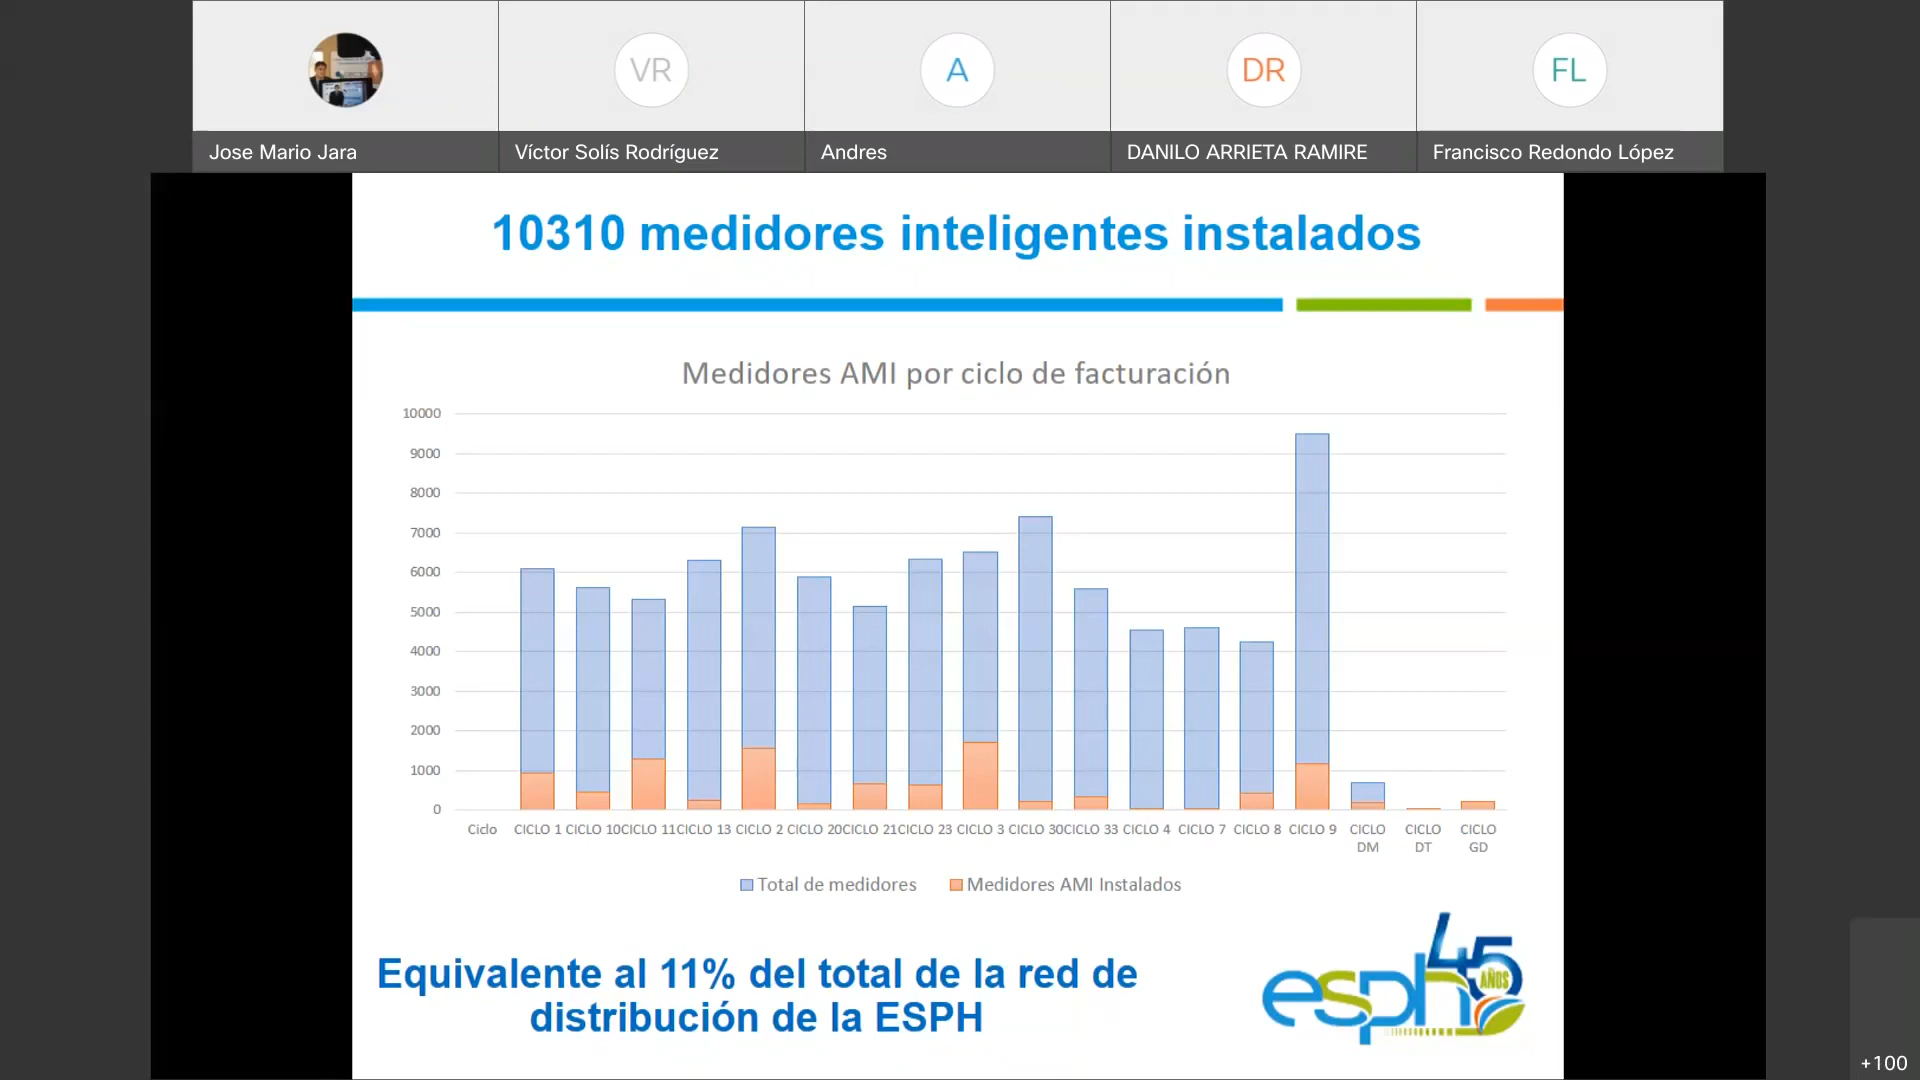 VR
A
DR
FL
Jose Mario Jara
Víctor Solís Rodríguez
Andres
DANILO ARRIETA RAMIRE
Francisco Redondo López
10310 medidores inteligentes instalados
Medidores AMI por ciclo de facturación
10000
9000
8000
7000
6000
5000
4000
3000
2000
1000
0
Ciclo
CICLO 1
CICLO 10
CICLO 11
CICLO 13
CICLO 2
CICLO 20
CICLO 21
CICLO 23
CICLO 3
CICLO 30
CICLO 33
CICLO 4
CICLO 7
CICLO 8
CICLO 9
CICLO DM
CICLO DT
CICLO GD
Total de medidores
Medidores AMI Instalados
Equivalente al 11% del total de la red de
distribución de la ESPH
esph 45
AÑOS
+100